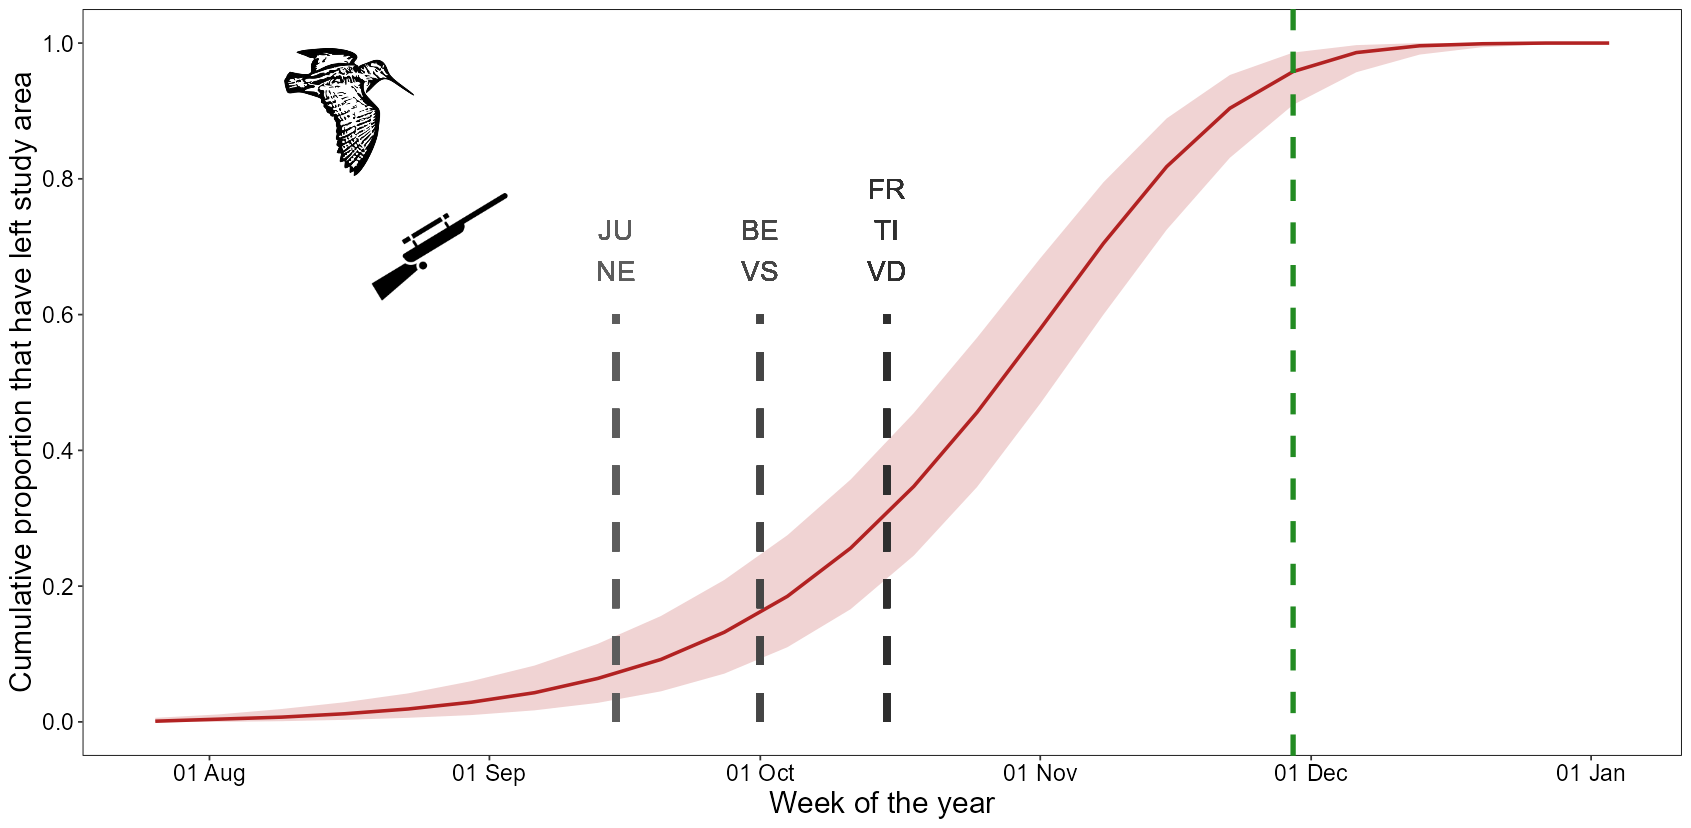 Cumulative proportion that have left study area
1.0
0.8
0.6
0.4
0.2
0.0
JU
NE
BE
VS
FR
TI
VD
01 Aug
01 Sep
01 Oct
01 Nov
01 Dec
01 Jan
Week of the year